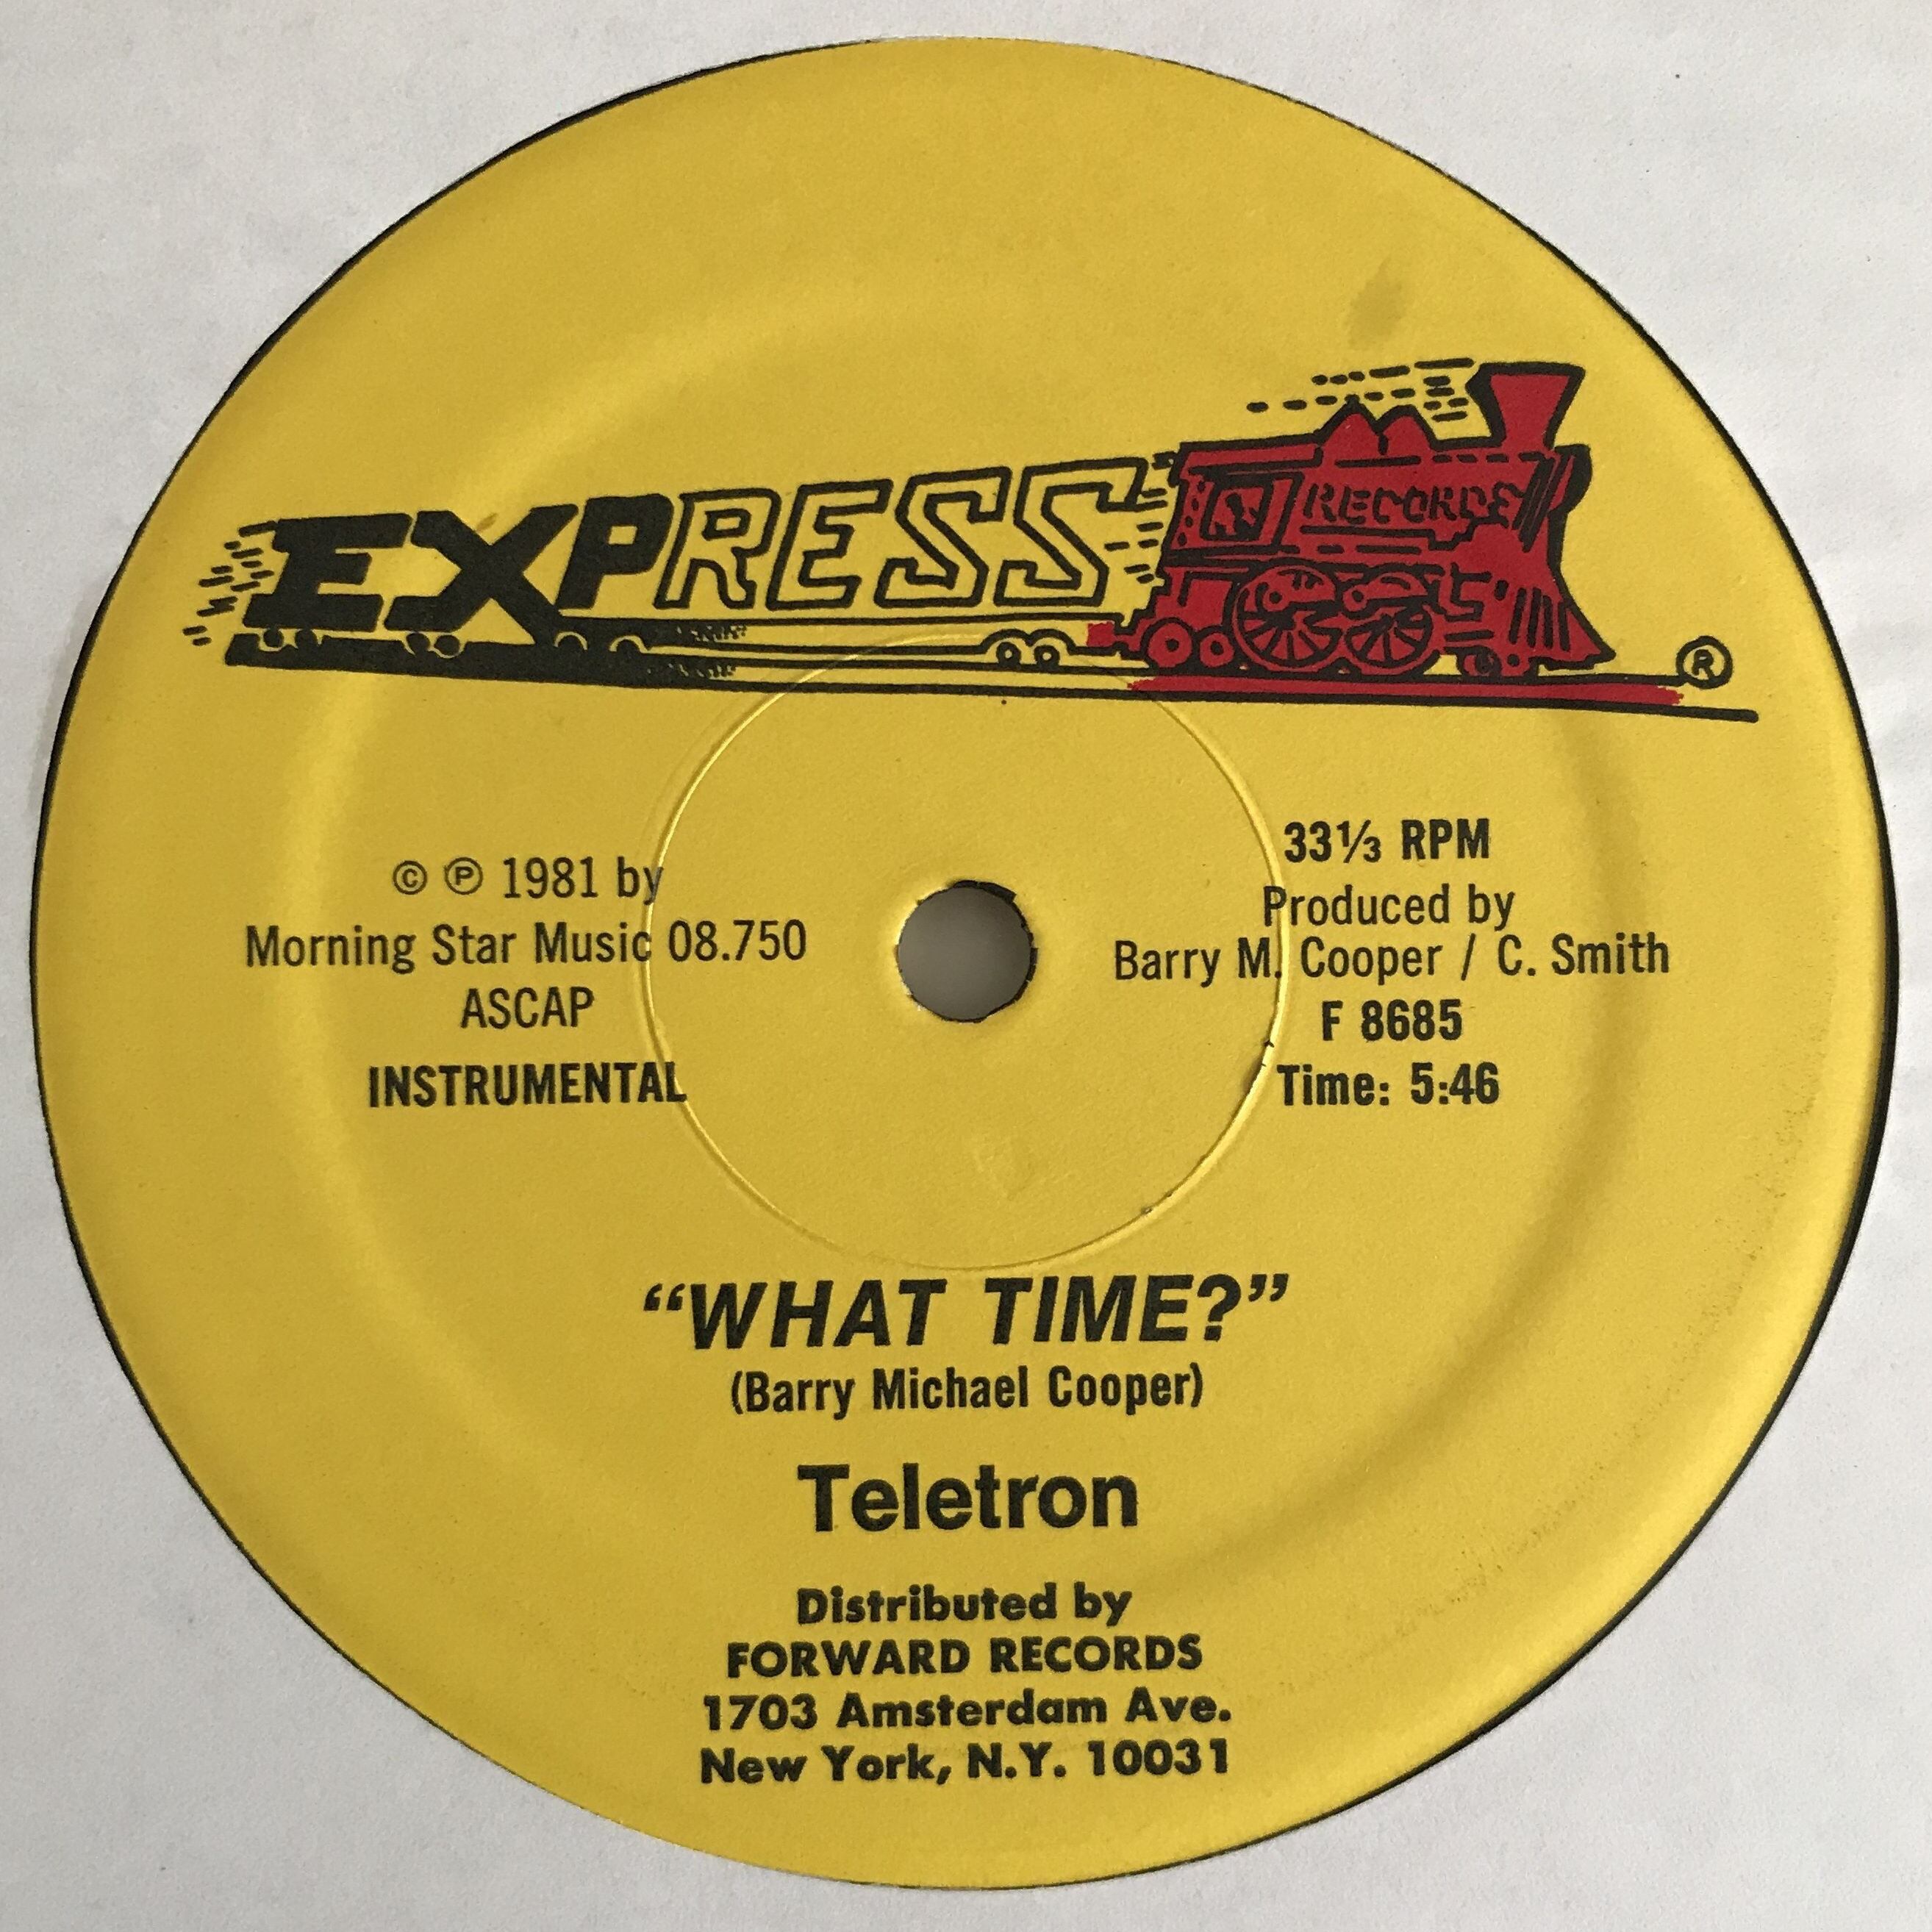 EXPRESS RECORDS ®
© ℗ 1981 by
Morning Star Music 08.750
ASCAP
INSTRUMENTAL
33⅓ RPM
Produced by
Barry M. Cooper / C. Smith
F 8685
Time: 5:46
“WHAT TIME?”
(Barry Michael Cooper)
Teletron
Distributed by
FORWARD RECORDS
1703 Amsterdam Ave.
New York, N.Y. 10031